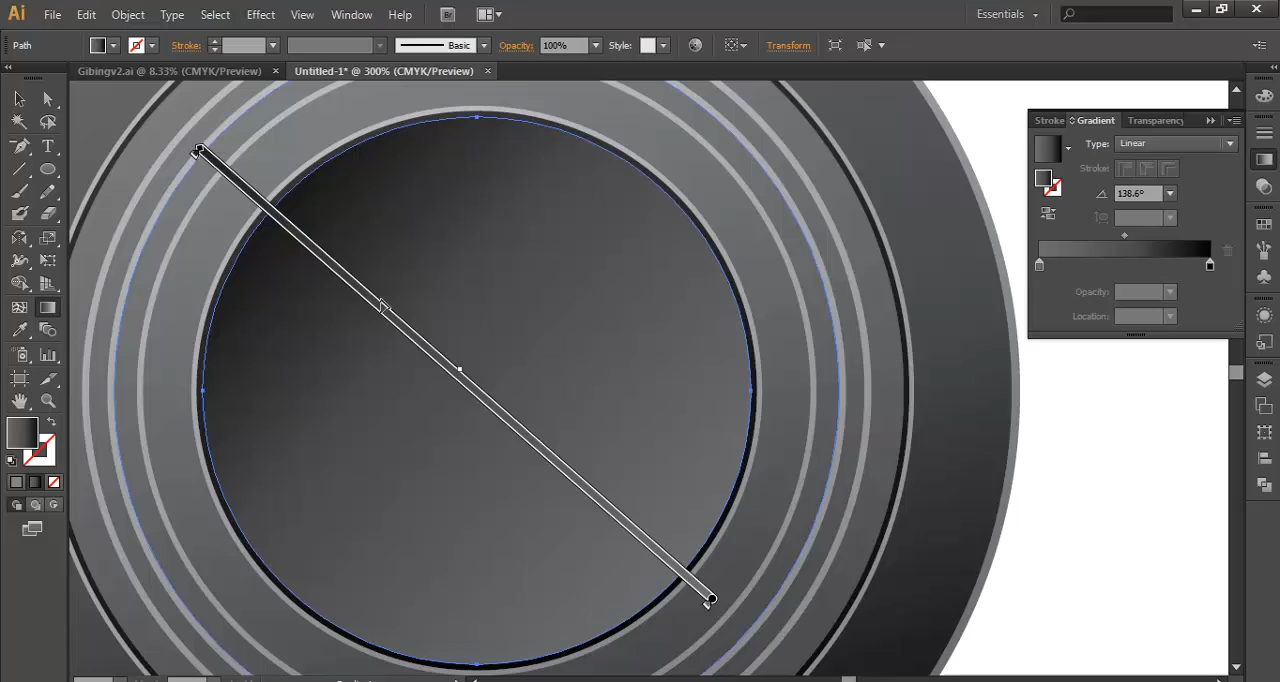 Ai File Edit Object Type Select Effect View Window Help Br Essentials
Path Stroke: Basic Opacity: 100% Style: Transform
Gibingv2.ai @ 8.33% (CMYK/Preview) × Untitled-1* @ 300% (CMYK/Preview) ×
Stroke Gradient Transparency
Type: Linear
Stroke:
138.6°
Opacity:
Location: